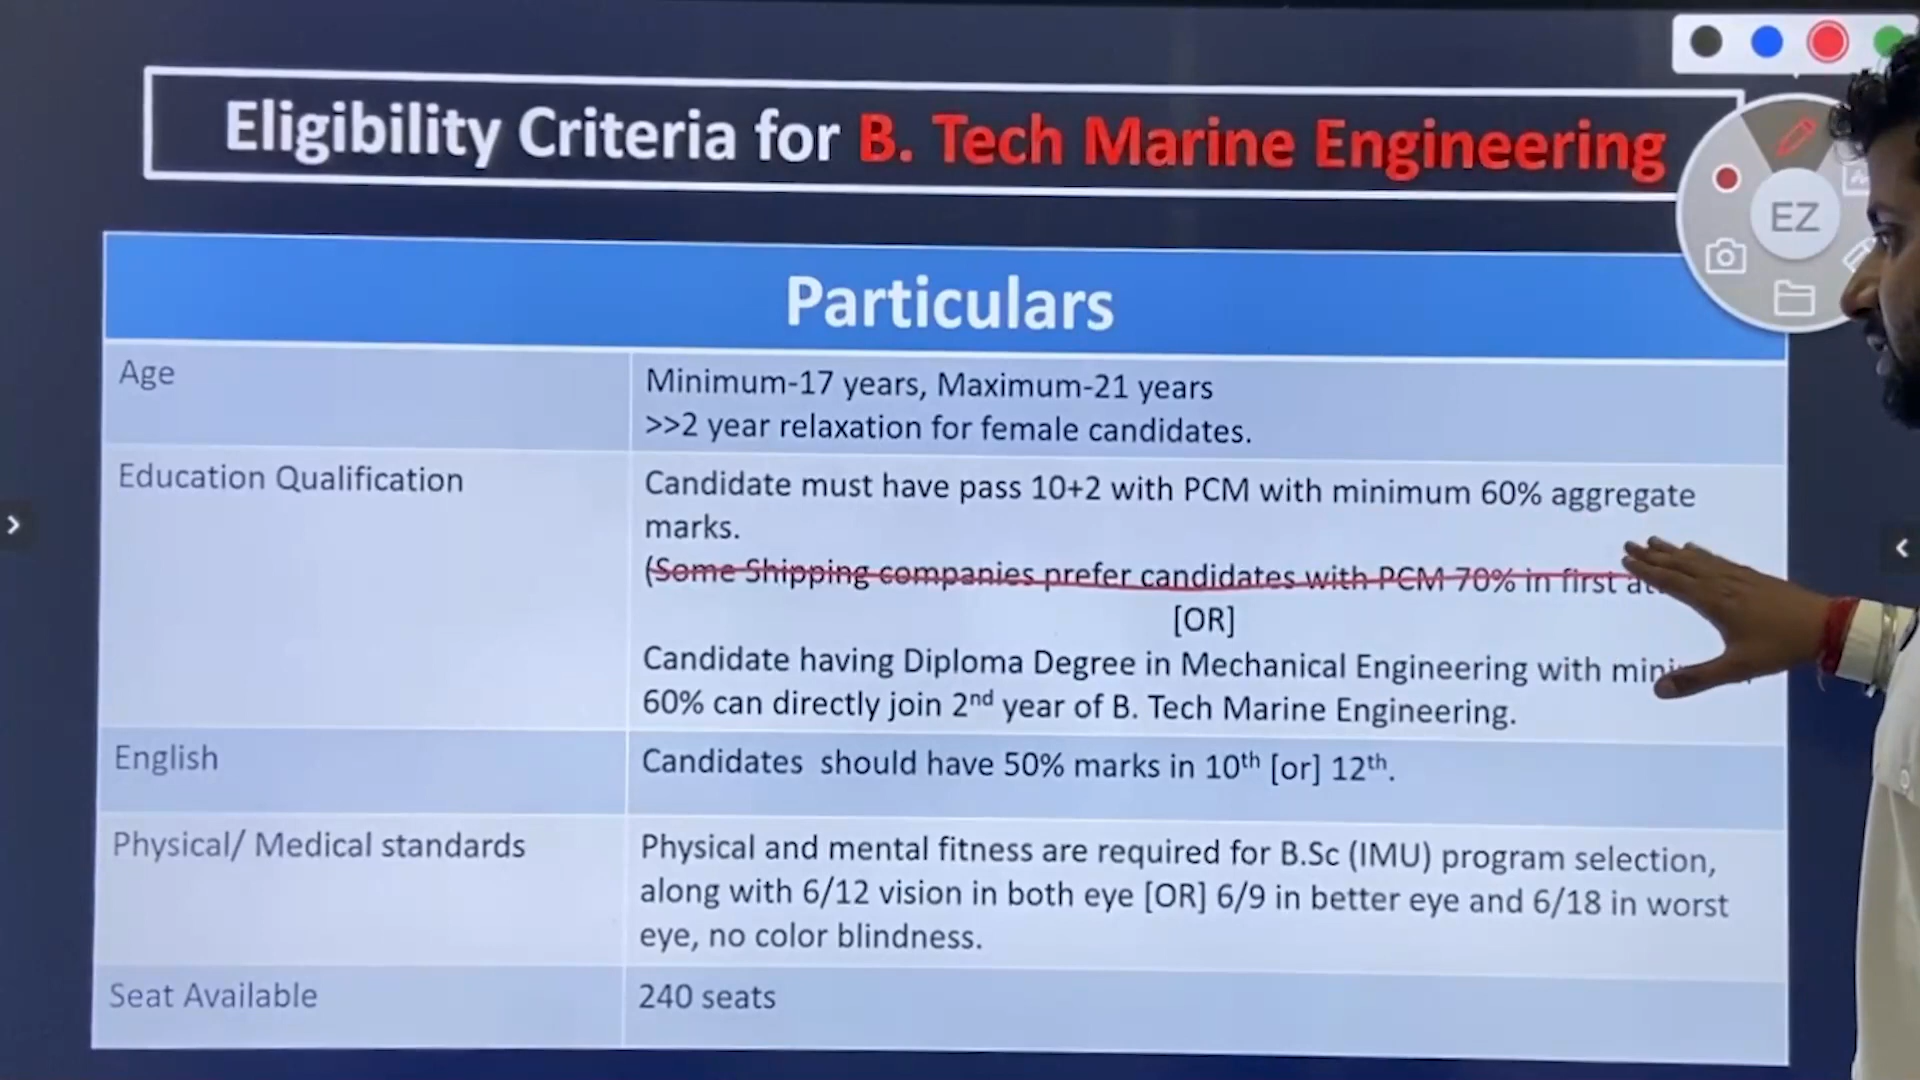 Eligibility Criteria for B. Tech Marine Engineering
EZ
Particulars
Age
Minimum-17 years, Maximum-21 years
>>2 year relaxation for female candidates.
Education Qualification
Candidate must have pass 10+2 with PCM with minimum 60% aggregate
marks.
(Some Shipping companies prefer candidates with PCM 70% in first
[OR]
Candidate having Diploma Degree in Mechanical Engineering with
60% can directly join 2nd year of B. Tech Marine Engineering.
English
Candidates should have 50% marks in 10th [or] 12th.
Physical/ Medical standards
Physical and mental fitness are required for B.Sc (IMU) program selection,
along with 6/12 vision in both eye [OR] 6/9 in better eye and 6/18 in worst
eye, no color blindness.
Seat Available
240 seats